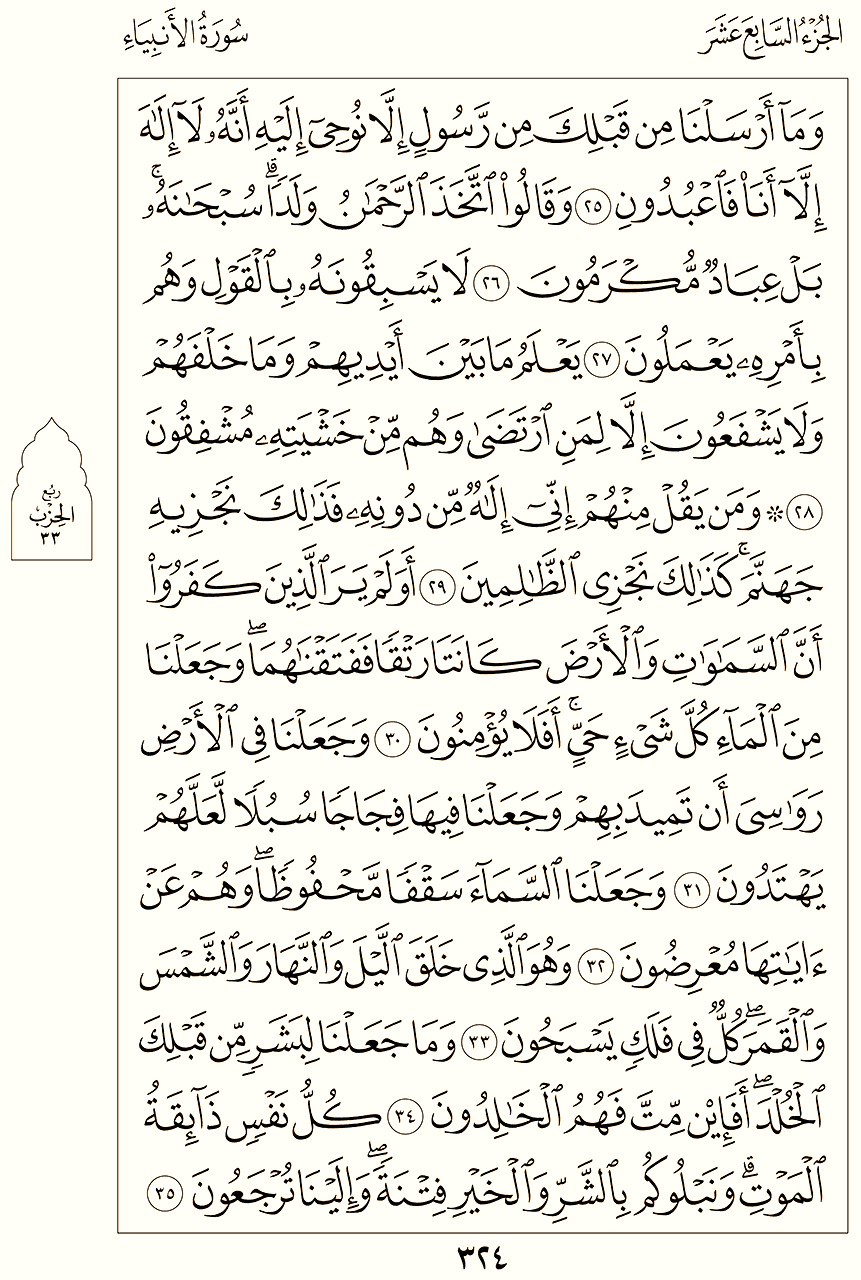 الجُزْءُ السَّابِعَ عَشَرَ
سُورَةُ الأَنبِيَاءِ
وَمَآ أَرْسَلْنَا مِن قَبْلِكَ مِن رَّسُولٍ إِلَّا نُوحِىٓ إِلَيْهِ أَنَّهُۥ لَآ إِلَٰهَ
إِلَّآ أَنَا۠ فَٱعْبُدُونِ ٢٥ وَقَالُوا۟ ٱتَّخَذَ ٱلرَّحْمَٰنُ وَلَدًۭا ۗ سُبْحَٰنَهُۥ ۚ
بَلْ عِبَادٌۭ مُّكْرَمُونَ ٢٦ لَا يَسْبِقُونَهُۥ بِٱلْقَوْلِ وَهُم
بِأَمْرِهِۦ يَعْمَلُونَ ٢٧ يَعْلَمُ مَا بَيْنَ أَيْدِيهِمْ وَمَا خَلْفَهُمْ
وَلَا يَشْفَعُونَ إِلَّا لِمَنِ ٱرْتَضَىٰ وَهُم مِّنْ خَشْيَتِهِۦ مُشْفِقُونَ
٢٨ ۞ وَمَن يَقُلْ مِنْهُمْ إِنِّىٓ إِلَٰهٌۭ مِّن دُونِهِۦ فَذَٰلِكَ نَجْزِيهِ
جَهَنَّمَ ۚ كَذَٰلِكَ نَجْزِى ٱلظَّٰلِمِينَ ٢٩ أَوَلَمْ يَرَ ٱلَّذِينَ كَفَرُوٓا۟
أَنَّ ٱلسَّمَٰوَٰتِ وَٱلْأَرْضَ كَانَتَا رَتْقًۭا فَفَتَقْنَٰهُمَا ۖ وَجَعَلْنَا
مِنَ ٱلْمَآءِ كُلَّ شَىْءٍ حَىٍّ ۚ أَفَلَا يُؤْمِنُونَ ٣٠ وَجَعَلْنَا فِى ٱلْأَرْضِ
رَوَٰسِىَ أَن تَمِيدَ بِهِمْ وَجَعَلْنَا فِيهَا فِجَاجًۭا سُبُلًۭا لَّعَلَّهُمْ
يَهْتَدُونَ ٣١ وَجَعَلْنَا ٱلسَّمَآءَ سَقْفًۭا مَّحْفُوظًۭا ۖ وَهُمْ عَنْ
ءَايَٰتِهَا مُعْرِضُونَ ٣٢ وَهُوَ ٱلَّذِى خَلَقَ ٱلَّيْلَ وَٱلنَّهَارَ وَٱلشَّمْسَ
وَٱلْقَمَرَ ۖ كُلٌّۭ فِى فَلَكٍۢ يَسْبَحُونَ ٣٣ وَمَا جَعَلْنَا لِبَشَرٍۢ مِّن قَبْلِكَ
ٱلْخُلْدَ ۖ أَفَإِي۟ن مِّتَّ فَهُمُ ٱلْخَٰلِدُونَ ٣٤ كُلُّ نَفْسٍۢ ذَآئِقَةُ
ٱلْمَوْتِ ۗ وَنَبْلُوكُم بِٱلشَّرِّ وَٱلْخَيْرِ فِتْنَةًۭ ۖ وَإِلَيْنَا تُرْجَعُونَ ٣٥
رُبُع
الحِزْب
٣٣
٣٢٤